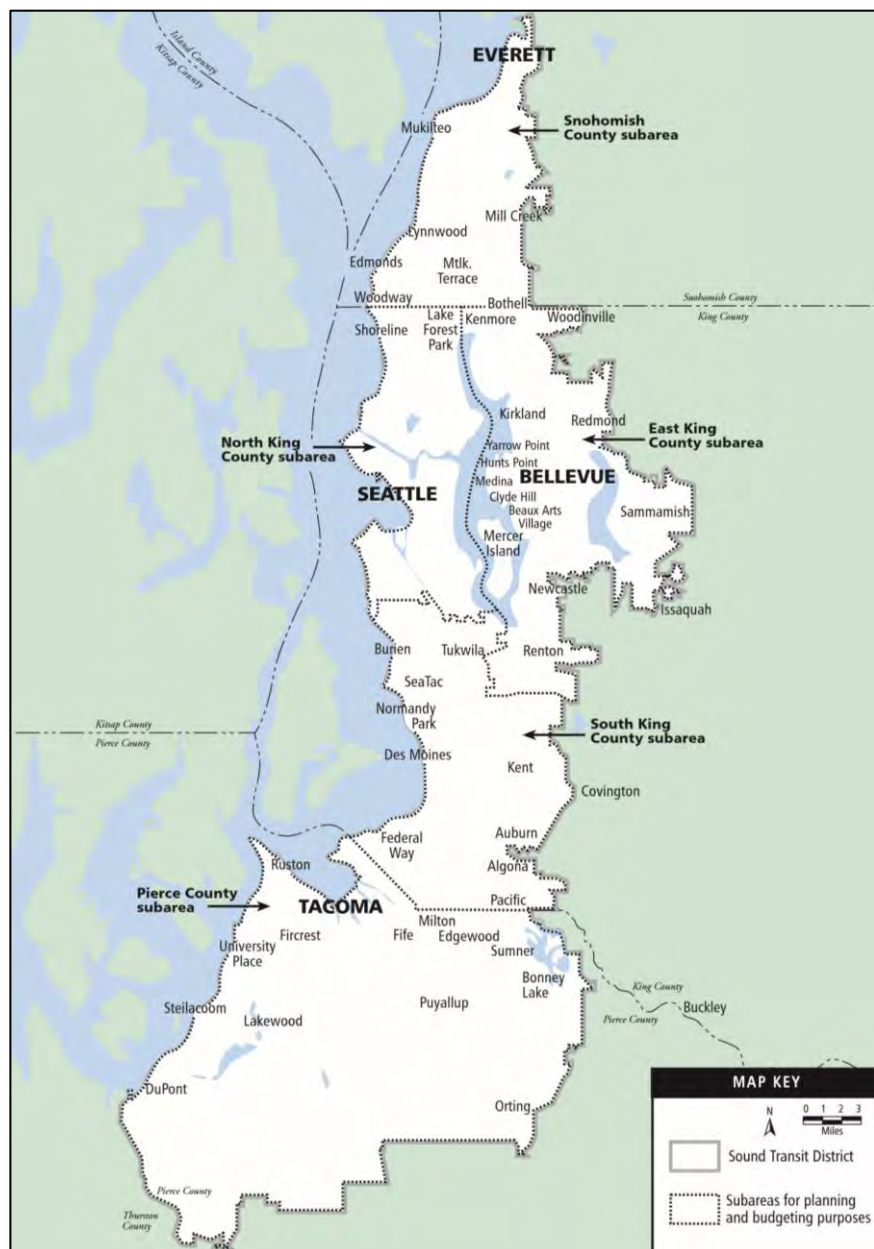 Island County
Kitsap County
EVERETT
Mukilteo
Snohomish
County subarea
Mill Creek
Lynnwood
Edmonds
Mtlk.
Terrace
Woodway
Bothell
Snohomish County
King County
Shoreline
Lake
Forest
Park
Kenmore
Woodinville
Kirkland
Redmond
East King
County subarea
North King
County subarea
Yarrow Point
Hunts Point
BELLEVUE
Medina
SEATTLE
Clyde Hill
Beaux Arts
Village
Sammamish
Mercer
Island
Newcastle
Issaquah
Burien
Tukwila
Renton
SeaTac
Normandy
Park
Kitsap County
Pierce County
South King
County subarea
Des Moines
Kent
Covington
Federal
Way
Auburn
Algona
Ruston
Pierce County
subarea
TACOMA
Pacific
Milton
Fircrest
Fife
Edgewood
University
Place
Sumner
Bonney
Lake
King County
Pierce County
Buckley
Steilacoom
Lakewood
Puyallup
DuPont
Orting
Pierce County
Thurston
County
MAP KEY
N
0 1 2 3
Miles
Sound Transit District
Subareas for planning
and budgeting purposes